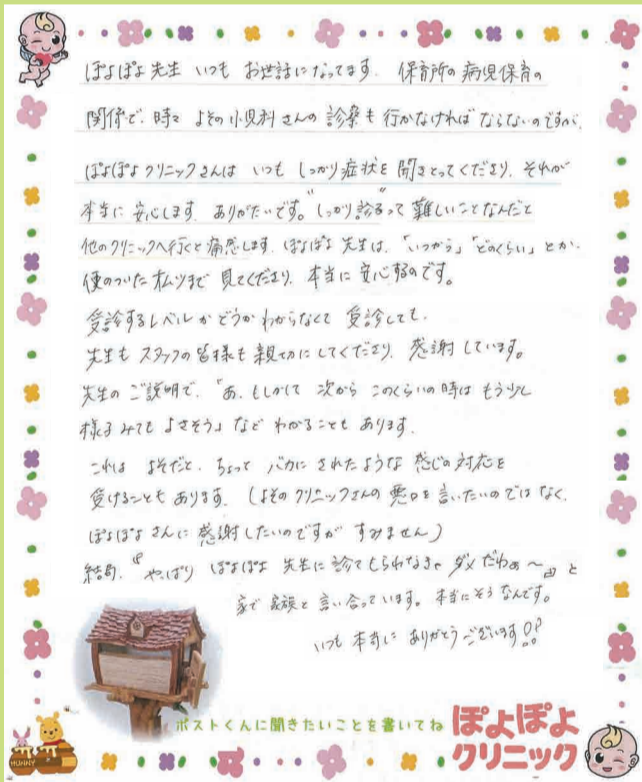 ぽよぽよ先生 いつも お世話になってます. 保育所の病児保育の
関係で、時々 よその小児科さんの 診察も 行かなければ ならないのですが、
ぽよぽよクリニックさんは いつも しっかり症状を聞きとってくださり、それが
本当に 安心します. ありがたいです。"しっかり診る"って 難しいことなんだと
他のクリニックへ行くと痛感します. ぽよぽよ先生は、「いつから」「どのくらい」とか、
便のついたオムツまで 見てくださり、本当に安心するのです。
受診するレベルかどうかわからなくて 受診しても、
先生も スタッフの皆様も親切にしてくださり、感謝しています。
先生の ご説明で、「あ、もしかして 次から このくらいの時は もう少し
様子みても よさそう」など わかることも あります.
これは よそだと、ちょっと バカに されたような 感じの対応を
受けることも あります. (よその クリニックさんの 悪口を 言いたいのでは なく、
ぽよぽよさんに 感謝したいのですが すみません)
結局、『やっぱり ぽよぽよ 先生に 診てもらわなきゃ ダメ だわぁ〜』と
家で 家族と 言い合っています。本当にそうなんです。
いつも 本当に ありがとうございます!!
ポストくんに聞きたいことを書いてね
ぽよぽよ
クリニック
HUNNY